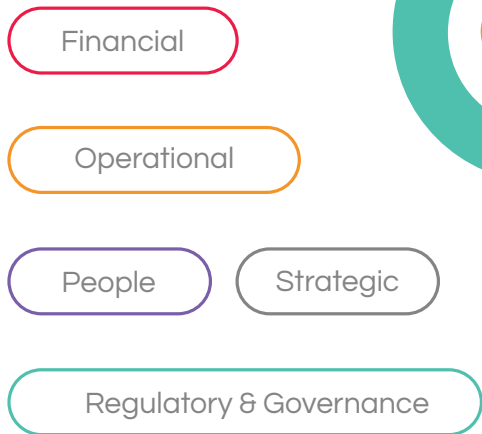 Financial
Operational
People Strategic
Regulatory & Governance